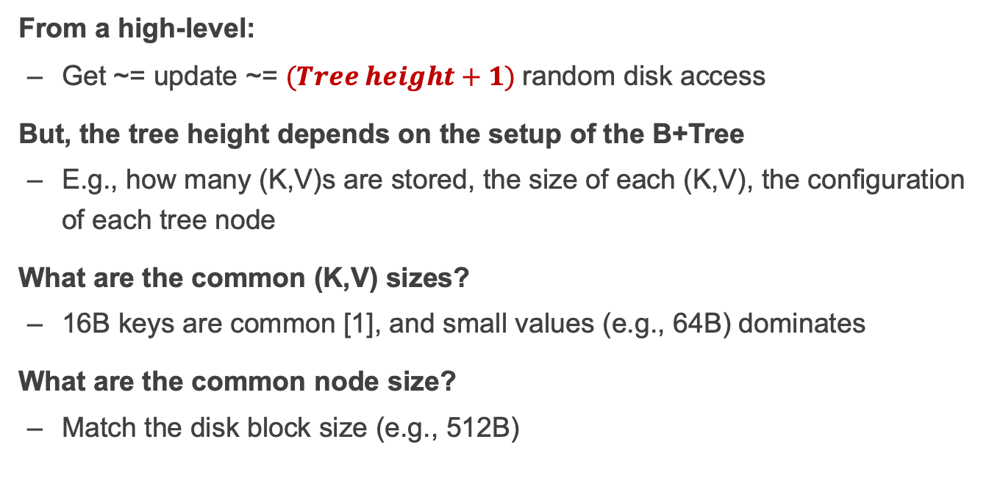 From a high-level:
– Get ~= update ~= (Tree height + 1) random disk access
But, the tree height depends on the setup of the B+Tree
– E.g., how many (K,V)s are stored, the size of each (K,V), the configuration
of each tree node
What are the common (K,V) sizes?
– 16B keys are common [1], and small values (e.g., 64B) dominates
What are the common node size?
– Match the disk block size (e.g., 512B)